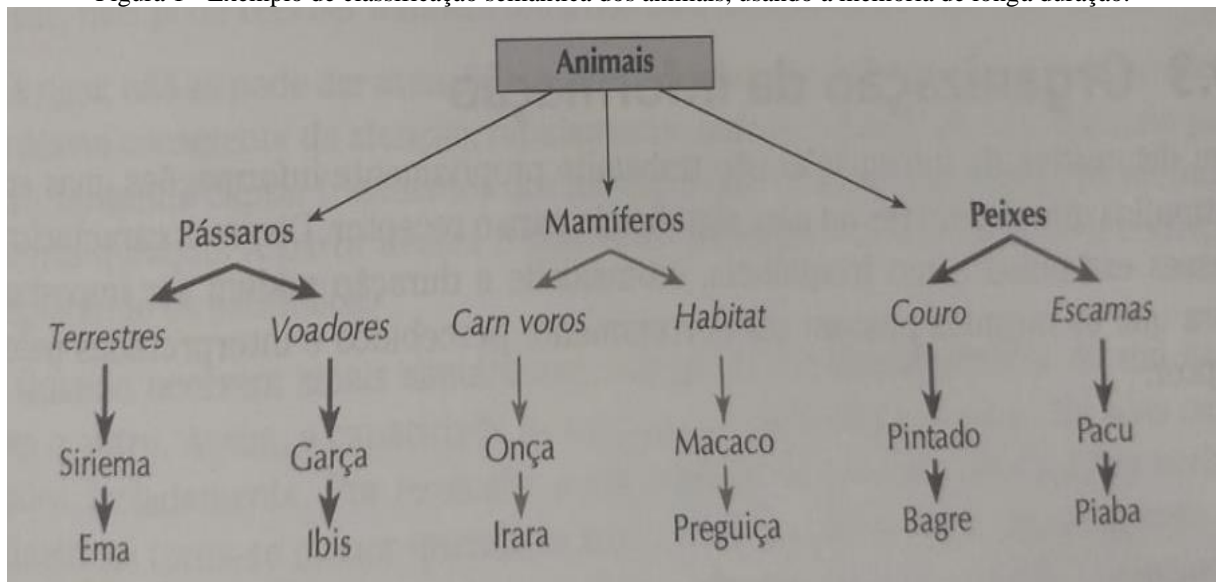 Figura 1 - Exemplo de classificação semântica dos animais, usando a memória de longa duração.
Animais
Pássaros Mamíferos Peixes
Terrestres Voadores Carn voros Habitat Couro Escamas
Siriema Garça Onça Macaco Pintado Pacu
Ema Ibis Irara Preguiça Bagre Piaba